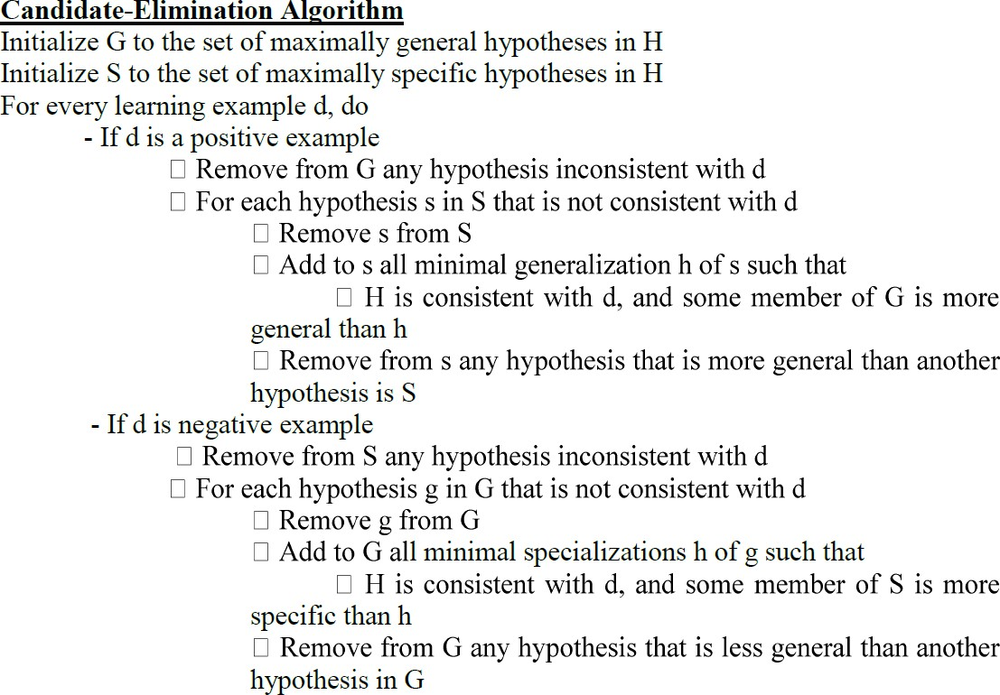 Candidate-Elimination Algorithm
Initialize G to the set of maximally general hypotheses in H
Initialize S to the set of maximally specific hypotheses in H
For every learning example d, do
- If d is a positive example
□ Remove from G any hypothesis inconsistent with d
□ For each hypothesis s in S that is not consistent with d
□ Remove s from S
□ Add to s all minimal generalization h of s such that
□ H is consistent with d, and some member of G is more
general than h
□ Remove from s any hypothesis that is more general than another
hypothesis is S
- If d is negative example
□ Remove from S any hypothesis inconsistent with d
□ For each hypothesis g in G that is not consistent with d
□ Remove g from G
□ Add to G all minimal specializations h of g such that
□ H is consistent with d, and some member of S is more
specific than h
□ Remove from G any hypothesis that is less general than another
hypothesis in G